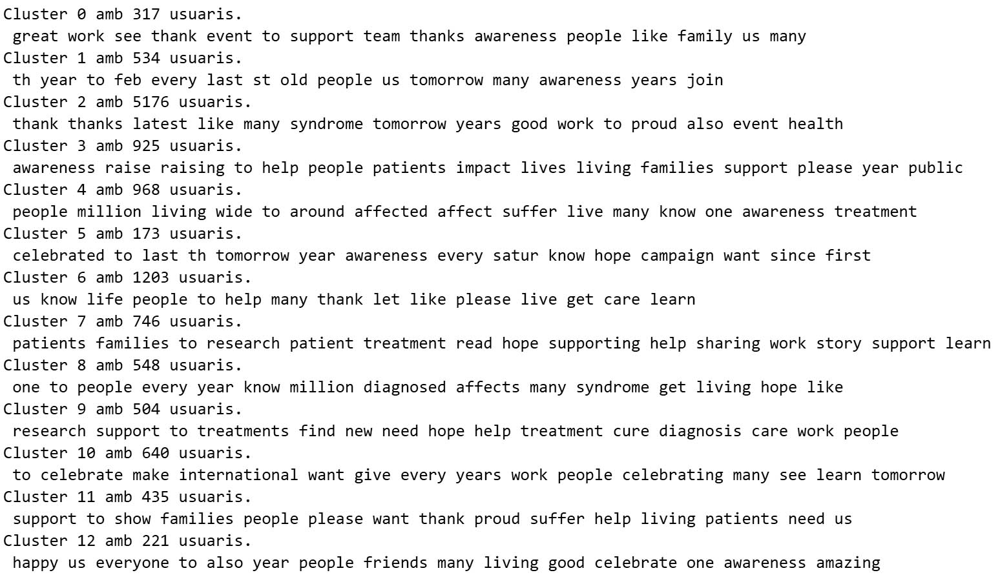 Cluster 0 amb 317 usuaris.
great work see thank event to support team thanks awareness people like family us many
Cluster 1 amb 534 usuaris.
th year to feb every last st old people us tomorrow many awareness years join
Cluster 2 amb 5176 usuaris.
thank thanks latest like many syndrome tomorrow years good work to proud also event health
Cluster 3 amb 925 usuaris.
awareness raise raising to help people patients impact lives living families support please year public
Cluster 4 amb 968 usuaris.
people million living wide to around affected affect suffer live many know one awareness treatment
Cluster 5 amb 173 usuaris.
celebrated to last th tomorrow year awareness every satur know hope campaign want since first
Cluster 6 amb 1203 usuaris.
us know life people to help many thank let like please live get care learn
Cluster 7 amb 746 usuaris.
patients families to research patient treatment read hope supporting help sharing work story support learn
Cluster 8 amb 548 usuaris.
one to people every year know million diagnosed affects many syndrome get living hope like
Cluster 9 amb 504 usuaris.
research support to treatments find new need hope help treatment cure diagnosis care work people
Cluster 10 amb 640 usuaris.
to celebrate make international want give every years work people celebrating many see learn tomorrow
Cluster 11 amb 435 usuaris.
support to show families people please want thank proud suffer help living patients need us
Cluster 12 amb 221 usuaris.
happy us everyone to also year people friends many living good celebrate one awareness amazing